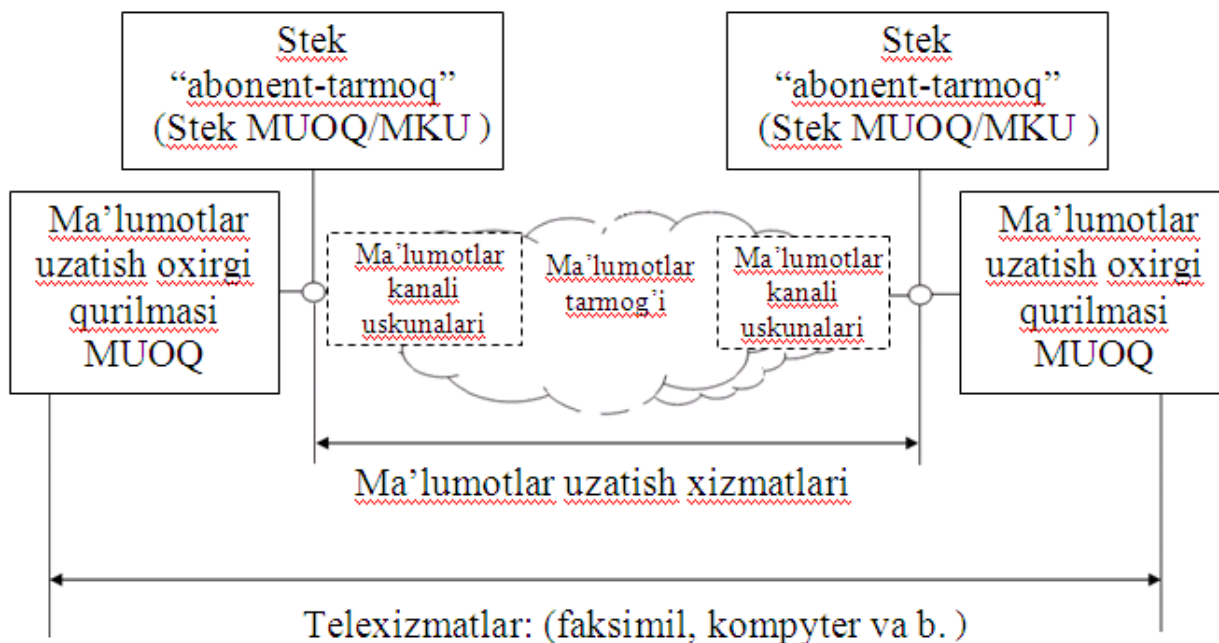 Stek
“abonent-tarmoq”
(Stek MUOQ/MKU )
Stek
“abonent-tarmoq”
(Stek MUOQ/MKU )
Ma’lumotlar
uzatish oxirgi
qurilmasi
MUOQ
Ma’lumotlar
kanali
uskunalari
Ma’lumotlar
tarmog’i
Ma’lumotlar
kanali
uskunalari
Ma’lumotlar
uzatish oxirgi
qurilmasi
MUOQ
Ma’lumotlar uzatish xizmatlari
Telexizmatlar: (faksimil, kompyter va b. )